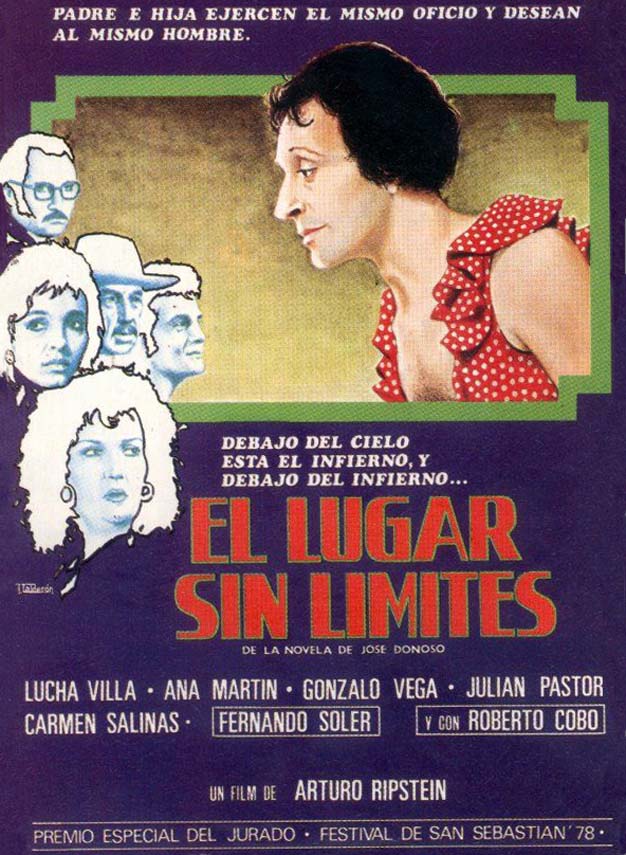 PADRE E HIJA EJERCEN EL MISMO OFICIO Y DESEAN
AL MISMO HOMBRE.
DEBAJO DEL CIELO
ESTA EL INFIERNO, Y
DEBAJO DEL INFIERNO...
EL LUGAR
SIN LIMITES
DE LA NOVELA DE JOSE DONOSO
J. Calderón
LUCHA VILLA • ANA MARTIN • GONZALO VEGA • JULIAN PASTOR
CARMEN SALINAS • FERNANDO SOLER Y CON ROBERTO COBO
UN FILM DE ARTURO RIPSTEIN
PREMIO ESPECIAL DEL JURADO • FESTIVAL DE SAN SEBASTIAN '78 •